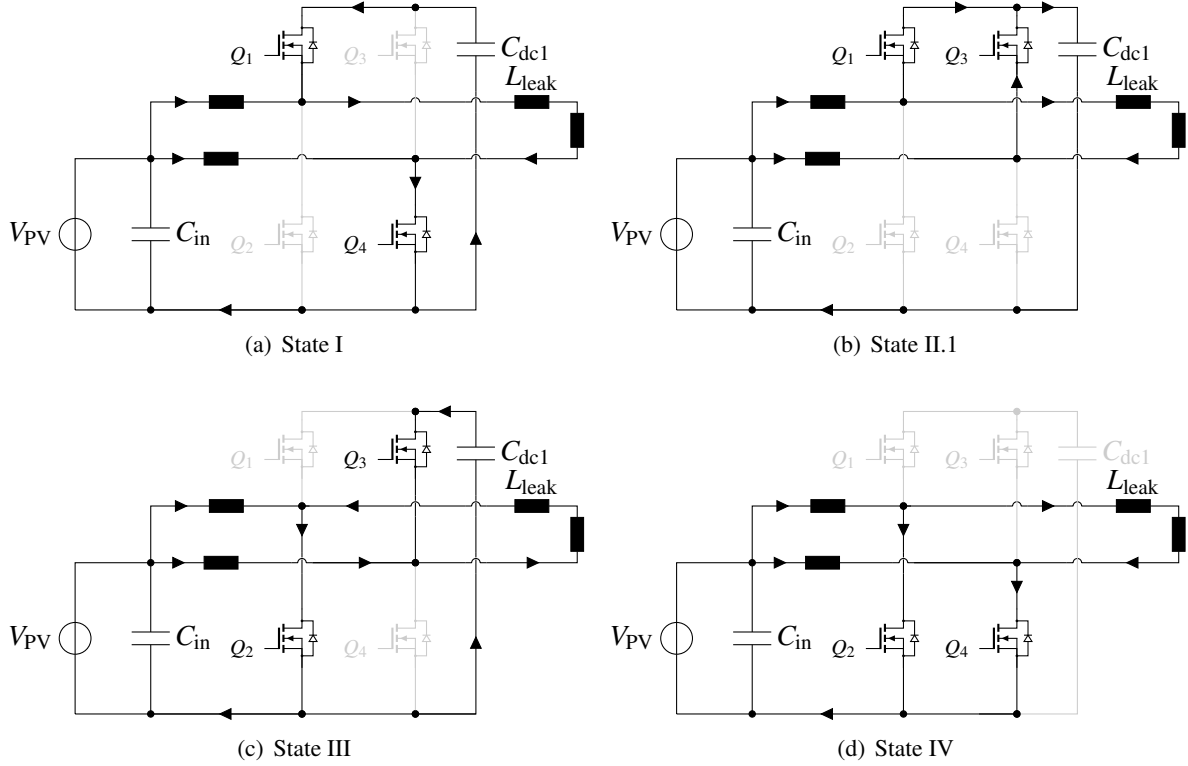 Q1 Q3 Cdc1
Lleak
VPV Cin Q2 Q4
(a) State I
Q1 Q3 Cdc1
Lleak
VPV Cin Q2 Q4
(b) State II.1
Q1 Q3 Cdc1
Lleak
VPV Cin Q2 Q4
(c) State III
Q1 Q3 Cdc1
Lleak
VPV Cin Q2 Q4
(d) State IV